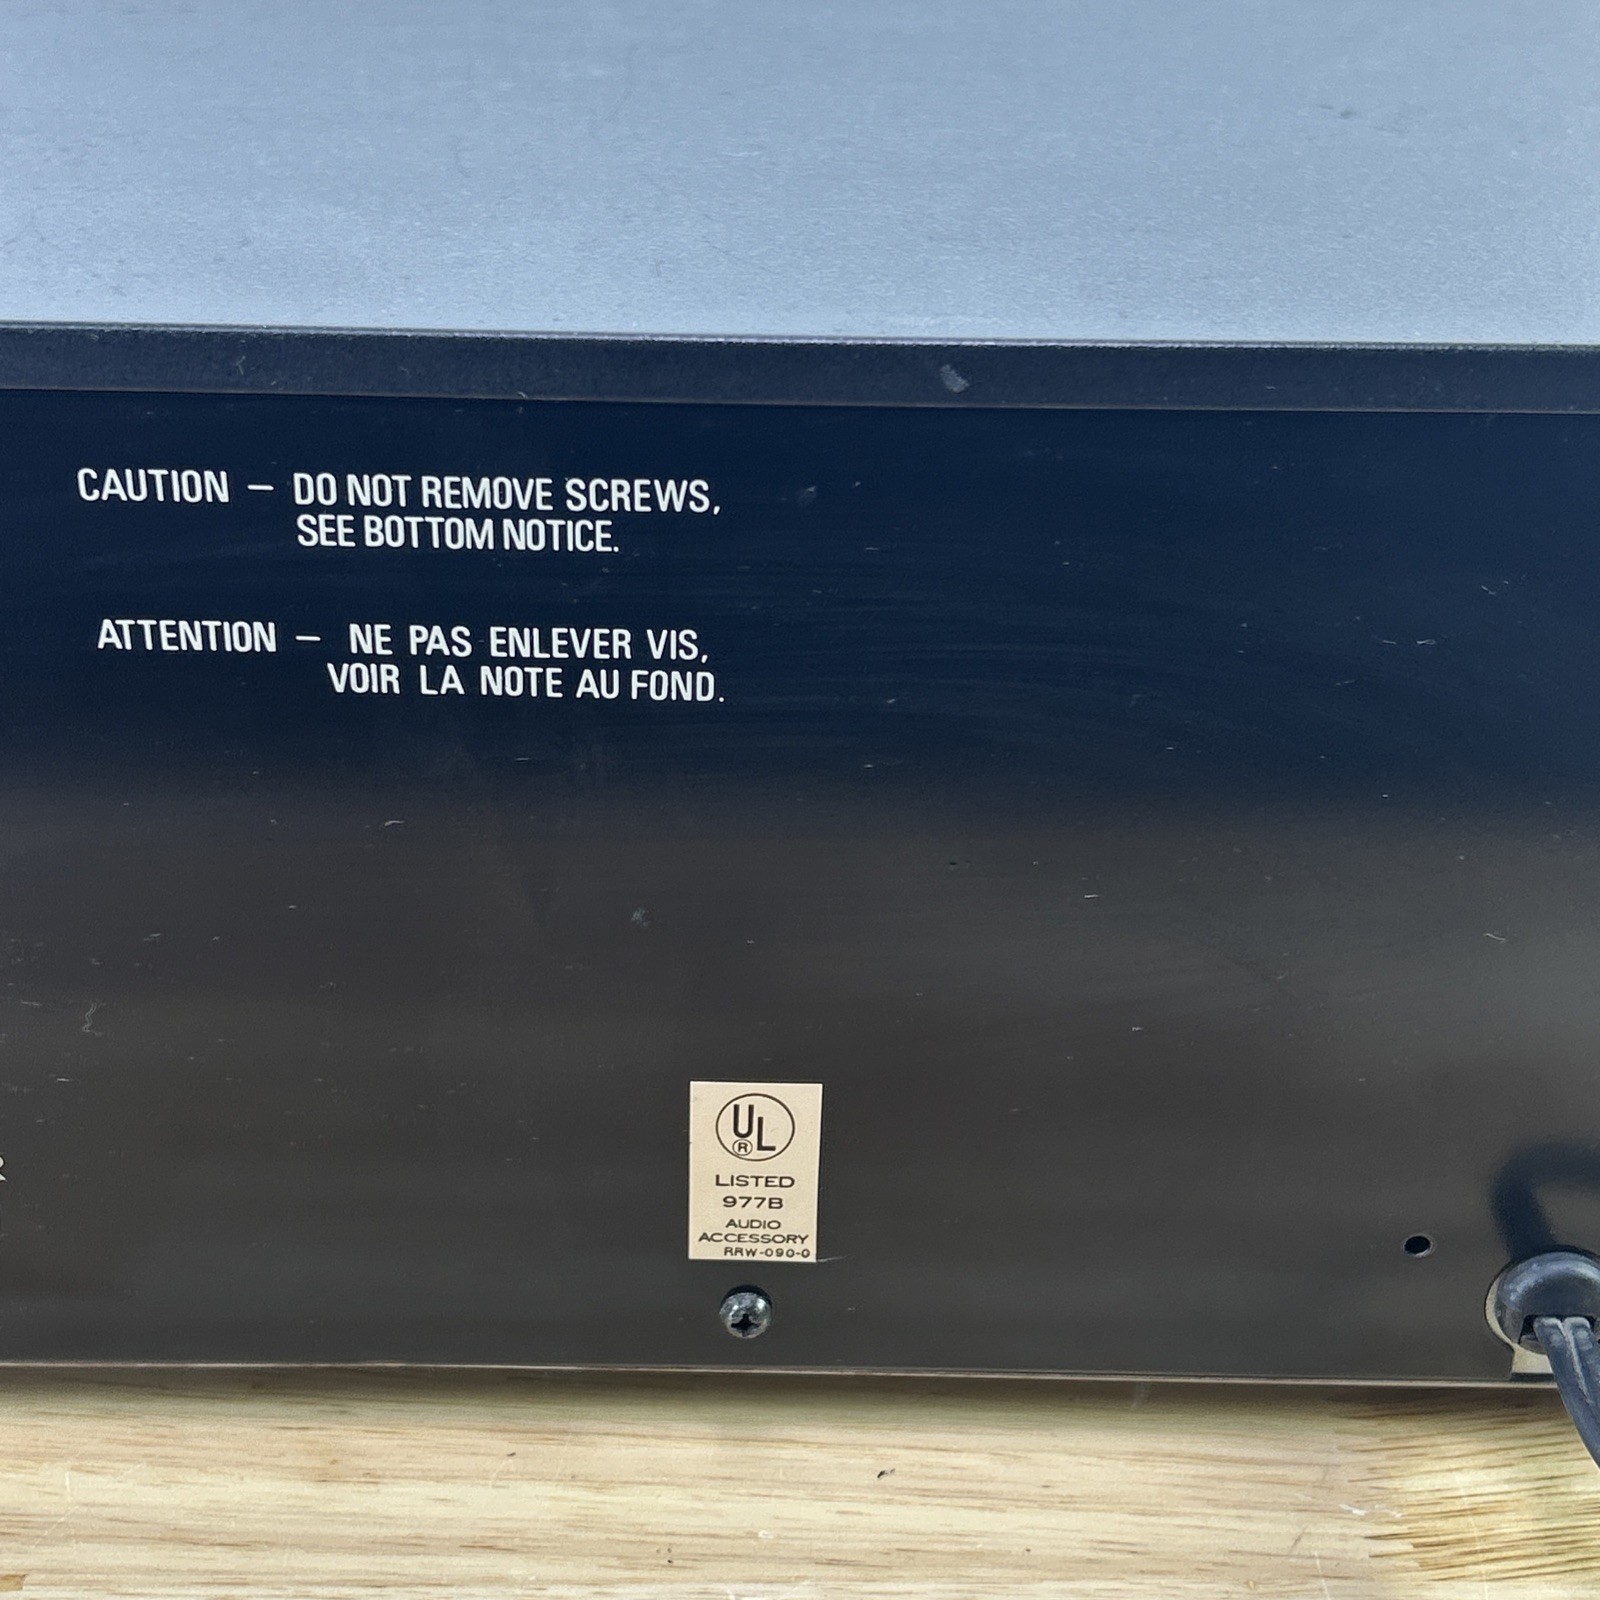 CAUTION – DO NOT REMOVE SCREWS,
SEE BOTTOM NOTICE.
ATTENTION – NE PAS ENLEVER VIS,
VOIR LA NOTE AU FOND.
UL
®
LISTED
977B
AUDIO
ACCESSORY
RRW-090-0